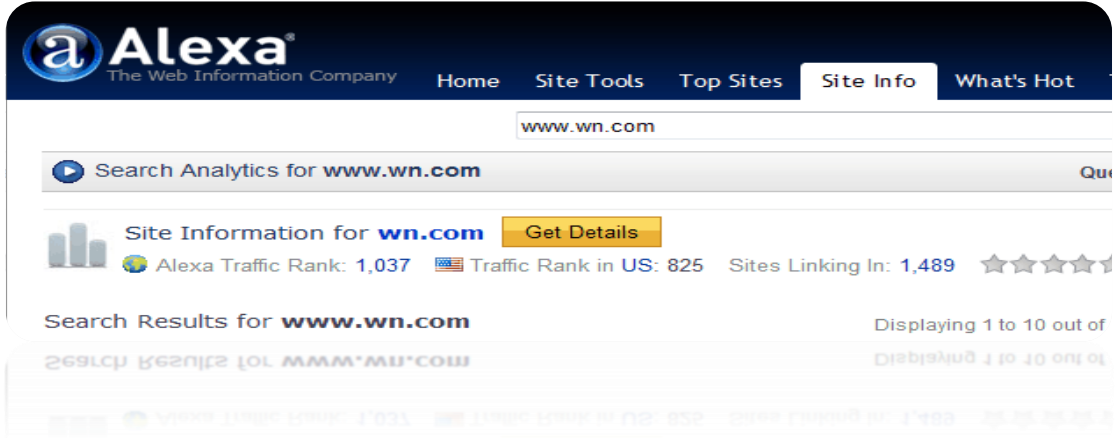 a Alexa®
The Web Information Company
Home Site Tools Top Sites Site Info What's Hot
www.wn.com
Search Analytics for www.wn.com Que
Site Information for wn.com Get Details
Alexa Traffic Rank: 1,037 Traffic Rank in US: 825 Sites Linking In: 1,489
Search Results for www.wn.com Displaying 1 to 10 out of